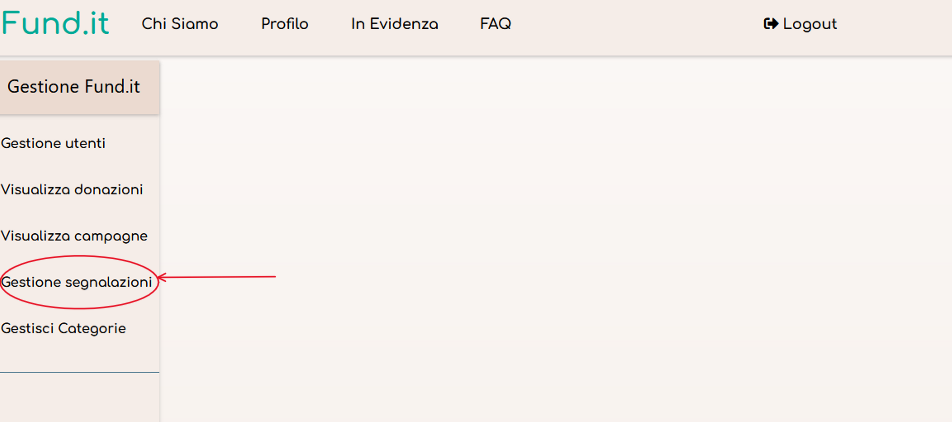 Fund.it Chi Siamo Profilo In Evidenza FAQ Logout
Gestione Fund.it
Gestione utenti
Visualizza donazioni
Visualizza campagne
Gestione segnalazioni
Gestisci Categorie